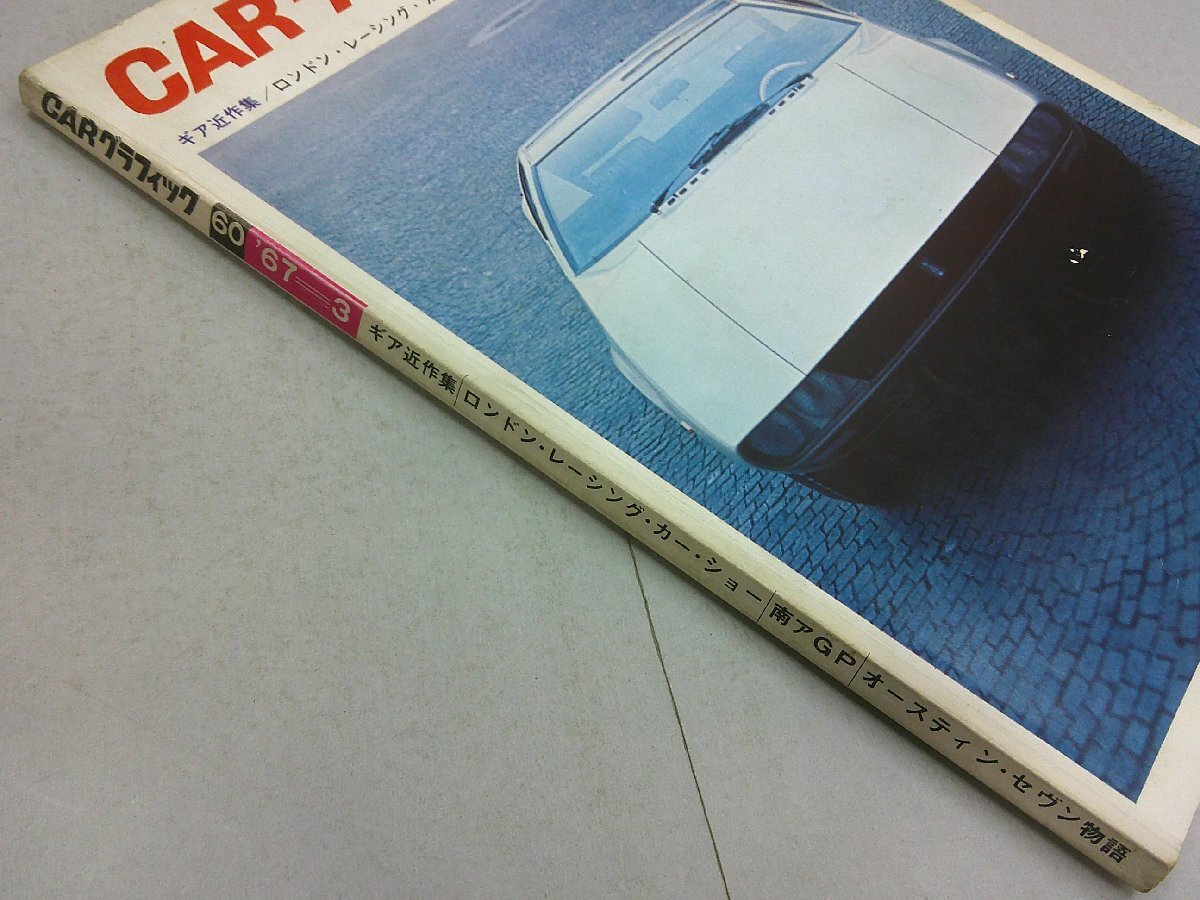 CAR
ギア近作集/ロンドン・レーシング・カ
CARグラフィック 60 '67 3 ギア近作集/ロンドン・レーシング・カー・ショー/南アGP/オースティン・セヴン物語